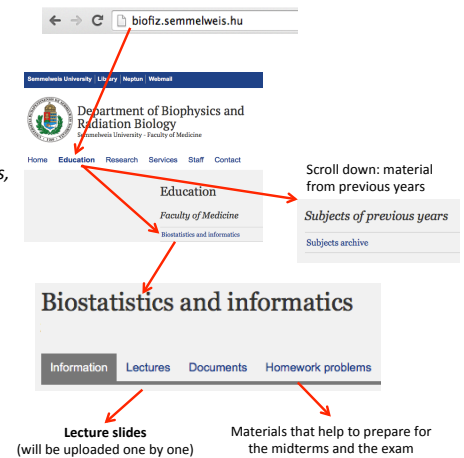 biofiz.semmelweis.hu
Semmelweis University | Library | Neptun | Webmail
Department of Biophysics and
Radiation Biology
Semmelweis University - Faculty of Medicine
Home Education Research Services Staff Contact
s,
Education
Faculty of Medicine
Biostatistics and informatics
Scroll down: material
from previous years
Subjects of previous years
Subjects archive
Biostatistics and informatics
Information Lectures Documents Homework problems
Lecture slides
(will be uploaded one by one)
Materials that help to prepare for
the midterms and the exam